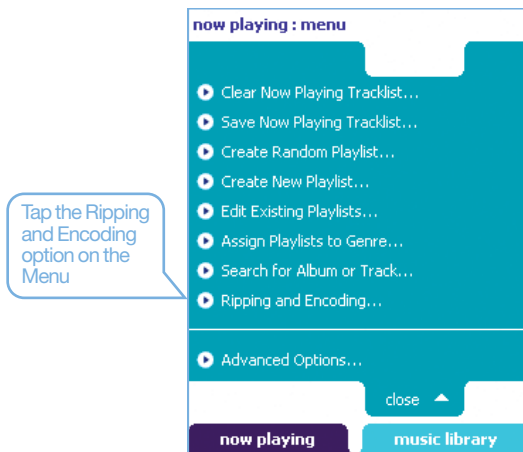 now playing : menu
Clear Now Playing Tracklist...
Save Now Playing Tracklist...
Create Random Playlist...
Create New Playlist...
Edit Existing Playlists...
Assign Playlists to Genre...
Search for Album or Track...
Ripping and Encoding...
Advanced Options...
close
now playing
music library
Tap the Ripping
and Encoding
option on the
Menu